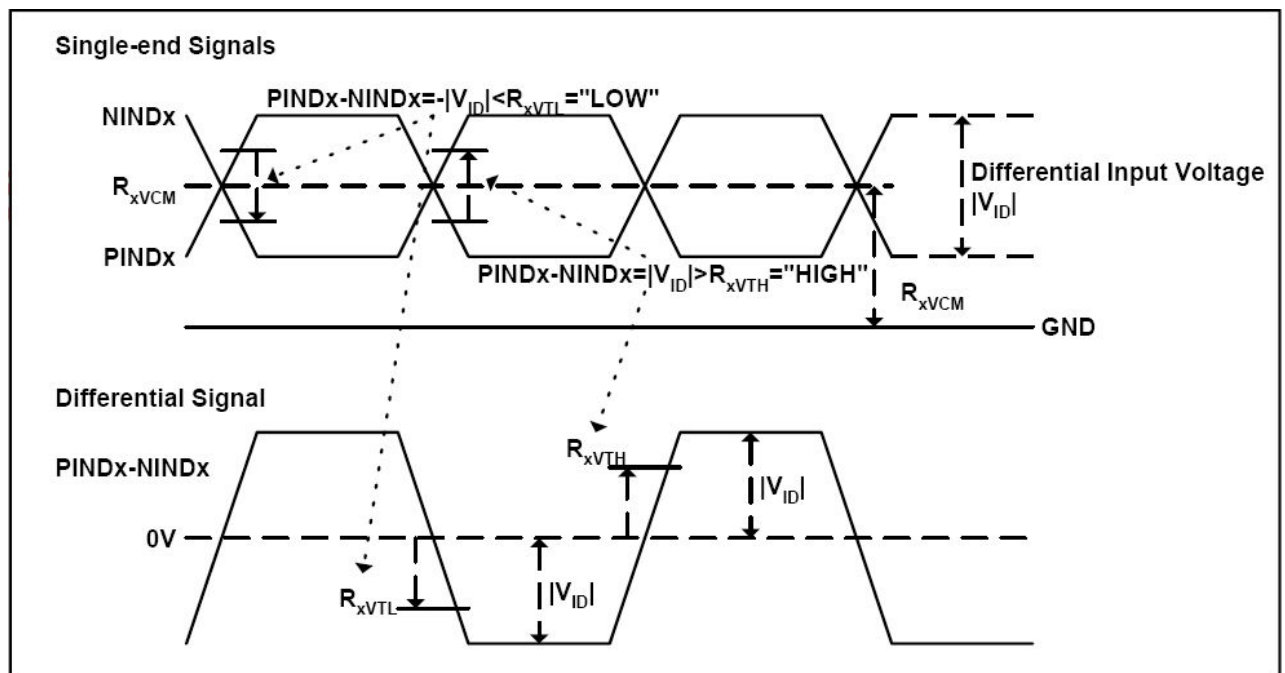 Single-end Signals
PINDx-NINDx=-|VID|<RxVTL="LOW"
NINDx
RxVCM
PINDx
Differential Input Voltage
|VID|
PINDx-NINDx=|VID|>RxVTH="HIGH"
RxVCM
GND
Differential Signal
PINDx-NINDx
RxVTH
|VID|
0V
RxVTL
|VID|